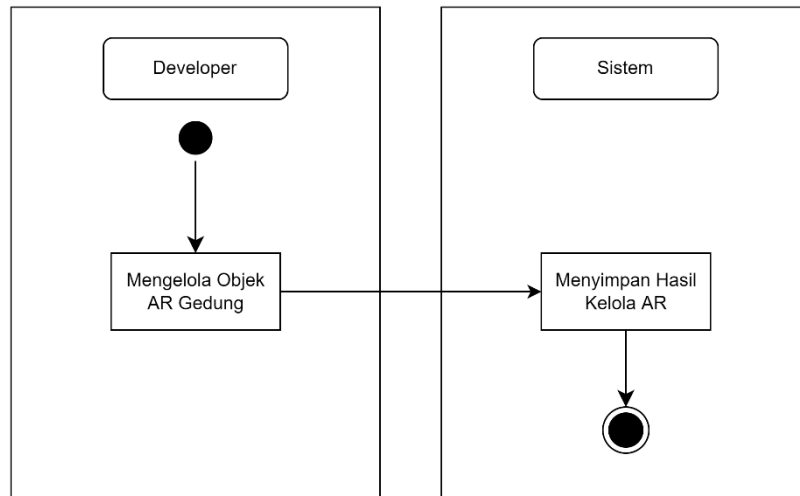 Developer
Sistem
Mengelola Objek
AR Gedung
Menyimpan Hasil
Kelola AR